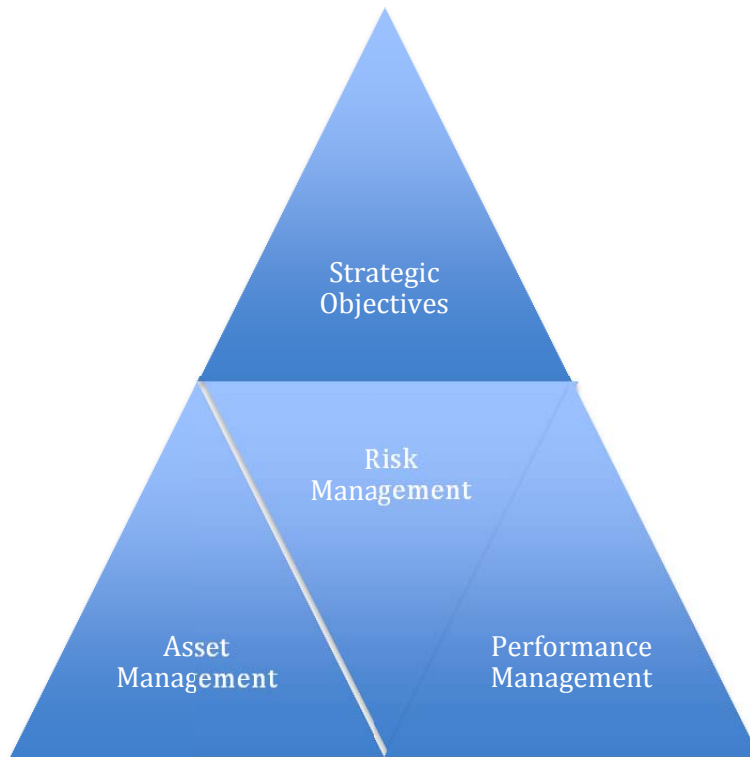 Strategic
Objectives
Risk
Management
Asset
Management
Performance
Management